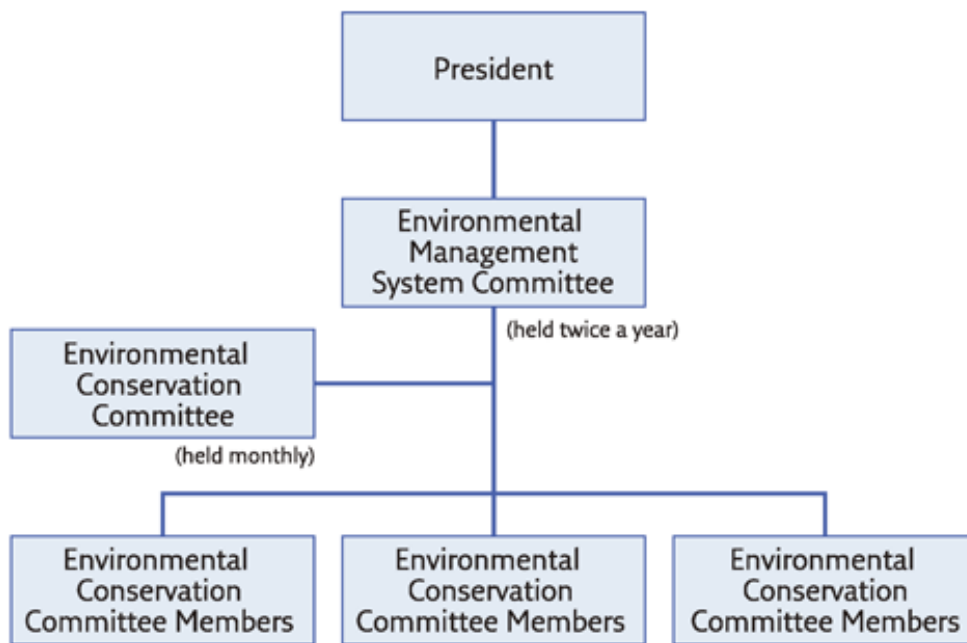 President
Environmental
Management
System Committee
(held twice a year)
Environmental
Conservation
Committee
(held monthly)
Environmental
Conservation
Committee Members
Environmental
Conservation
Committee Members
Environmental
Conservation
Committee Members